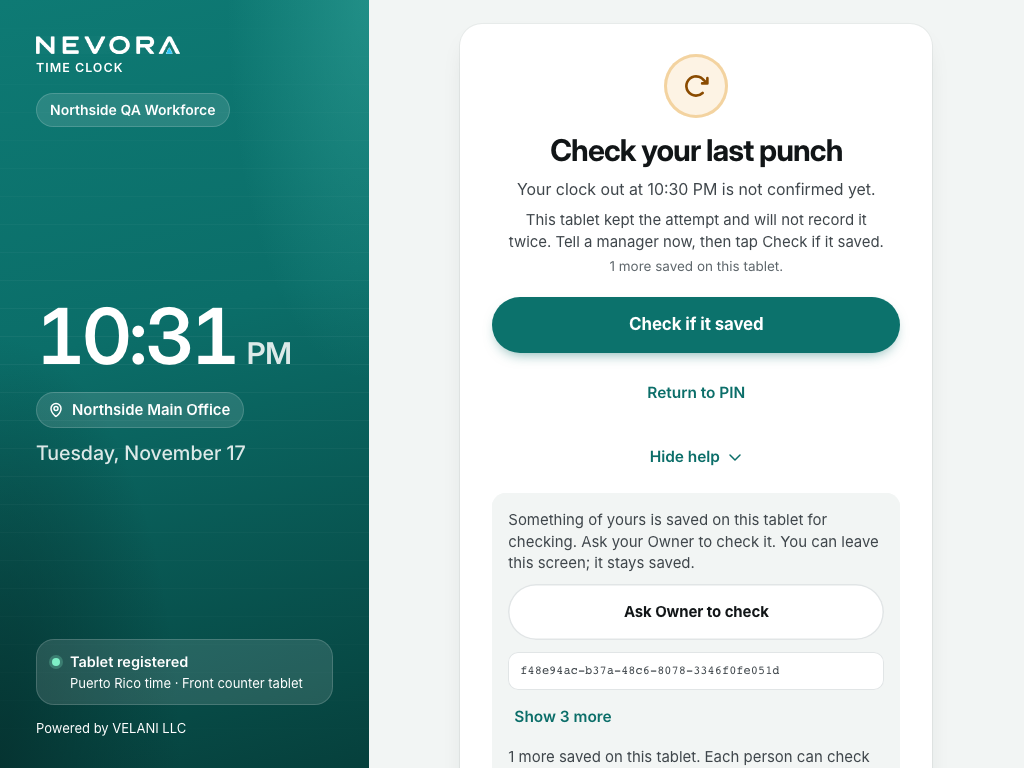 NEVORA
TIME CLOCK
Northside QA Workforce
10:31 PM
Northside Main Office
Tuesday, November 17
Tablet registered
Puerto Rico time · Front counter tablet
Powered by VELANI LLC
Check your last punch
Your clock out at 10:30 PM is not confirmed yet.
This tablet kept the attempt and will not record it
twice. Tell a manager now, then tap Check if it saved.
1 more saved on this tablet.
Check if it saved
Return to PIN
Hide help
Something of yours is saved on this tablet for
checking. Ask your Owner to check it. You can leave
this screen; it stays saved.
Ask Owner to check
f48e94ac-b37a-48c6-8078-3346f0fe051d
Show 3 more
1 more saved on this tablet. Each person can check